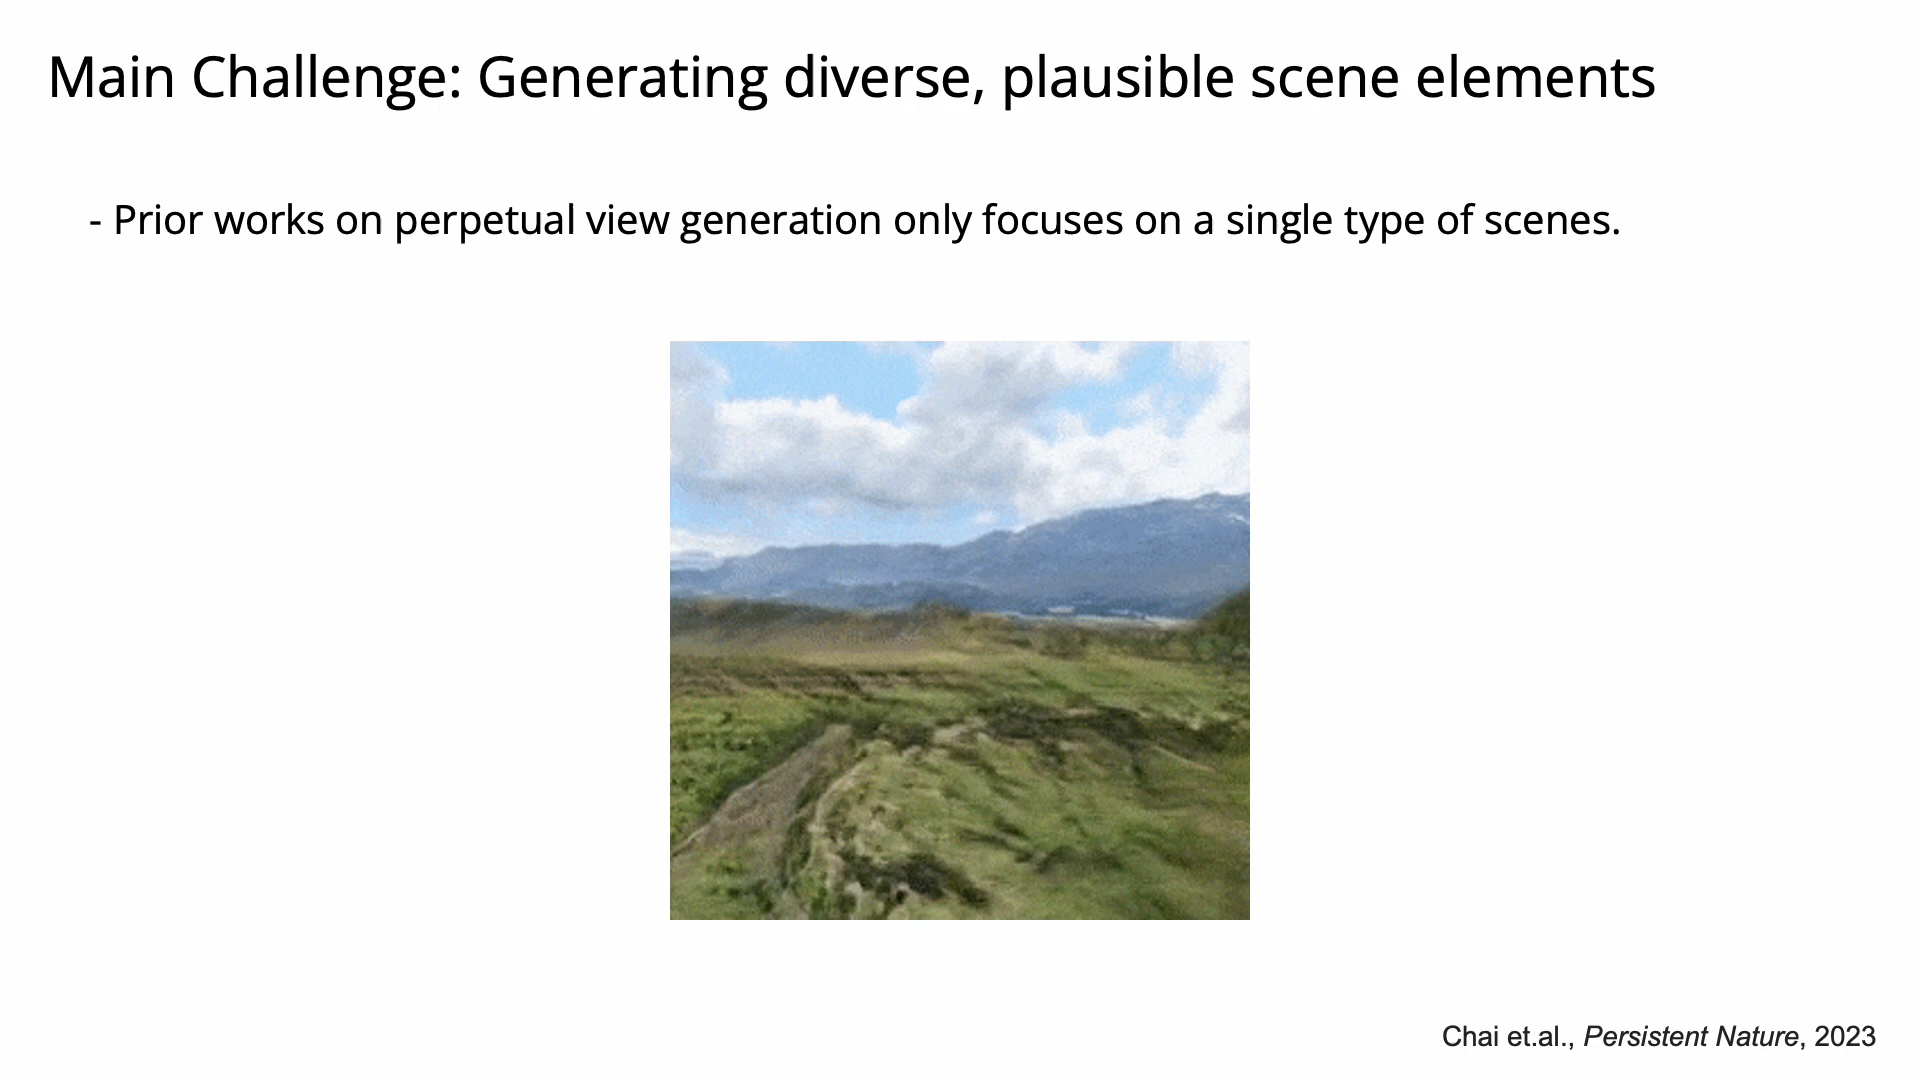 Main Challenge: Generating diverse, plausible scene elements
- Prior works on perpetual view generation only focuses on a single type of scenes.
Chai et.al., Persistent Nature, 2023